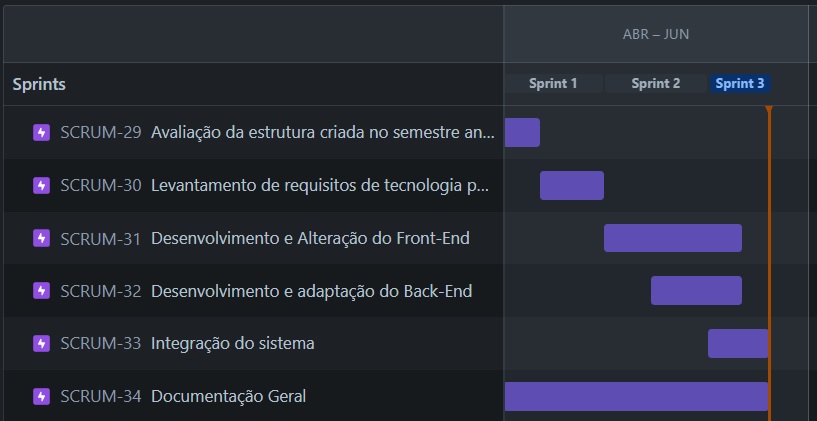 ABR – JUN
Sprints Sprint 1 Sprint 2 Sprint 3
SCRUM-29 Avaliação da estrutura criada no semestre an...
SCRUM-30 Levantamento de requisitos de tecnologia p...
SCRUM-31 Desenvolvimento e Alteração do Front-End
SCRUM-32 Desenvolvimento e adaptação do Back-End
SCRUM-33 Integração do sistema
SCRUM-34 Documentação Geral